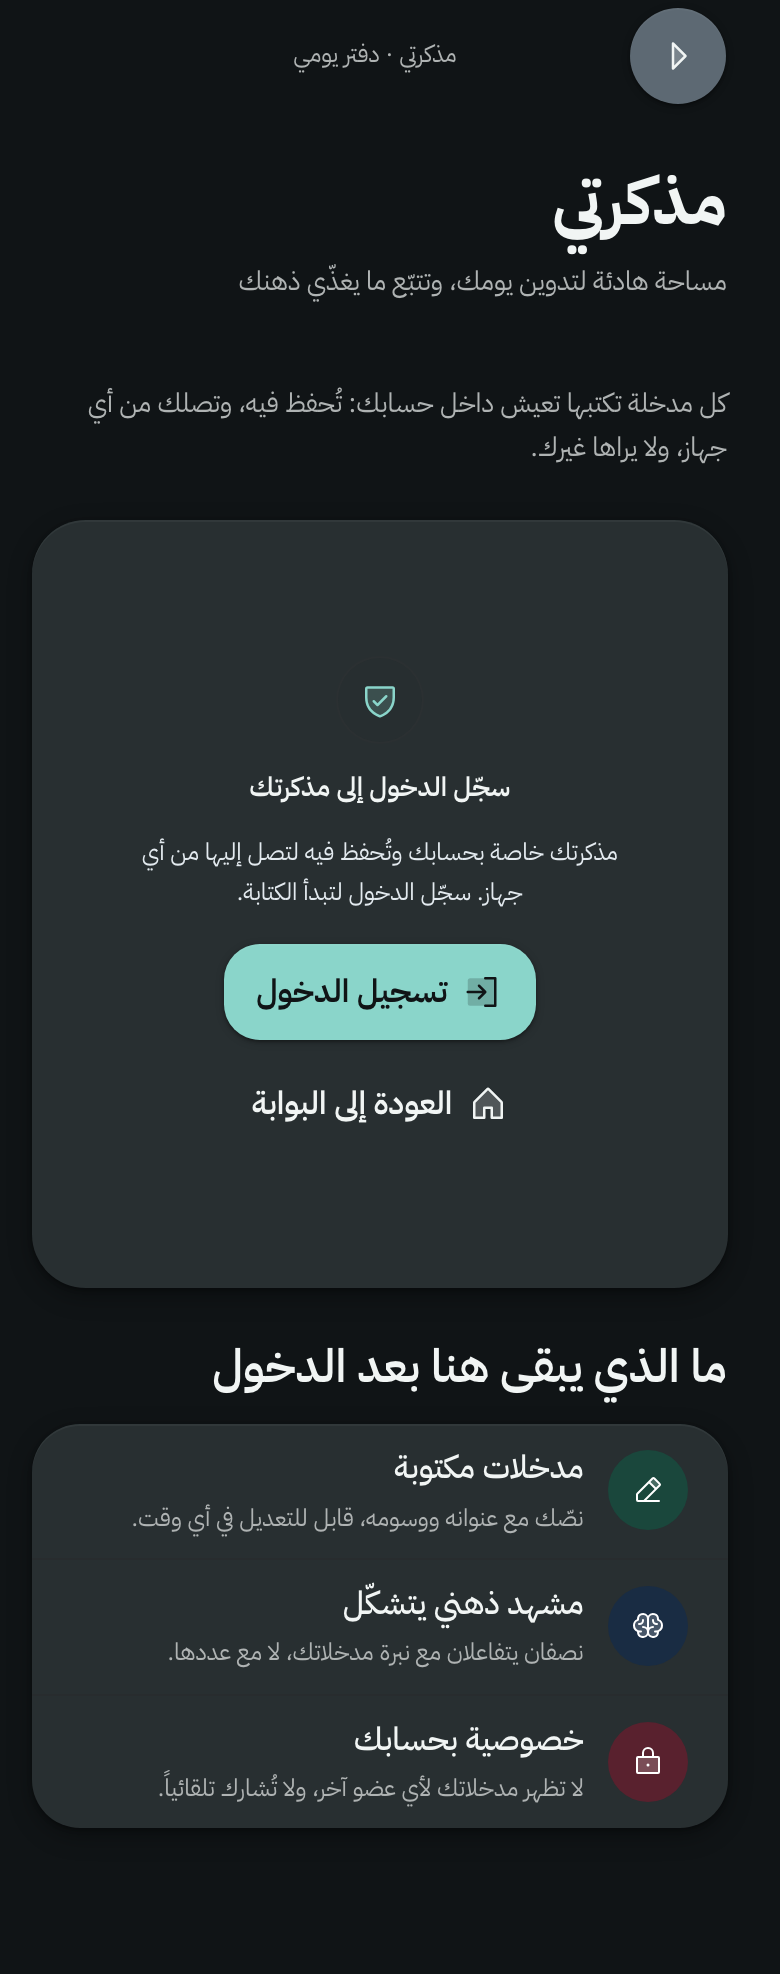 مذكرتي · دفتر يومي
مذكرتي
مساحة هادئة لتدوين يومك، وتتبّع ما يغذّي ذهنك
كل مدخلة تكتبها تعيش داخل حسابك: تُحفظ فيه، وتصلك من أي
جهاز، ولا يراها غيرك.
سجّل الدخول إلى مذكرتك
مذكرتك خاصة بحسابك وتُحفظ فيه لتصل إليها من أي
جهاز. سجّل الدخول لتبدأ الكتابة.
تسجيل الدخول
العودة إلى البوابة
ما الذي يبقى هنا بعد الدخول
مدخلات مكتوبة
نصّك مع عنوانه ووسومه، قابل للتعديل في أي وقت.
مشهد ذهني يتشكّل
نصفان يتفاعلان مع نبرة مدخلاتك، لا مع عددها.
خصوصية بحسابك
لا تظهر مدخلاتك لأي عضو آخر، ولا تُشارك تلقائياً.